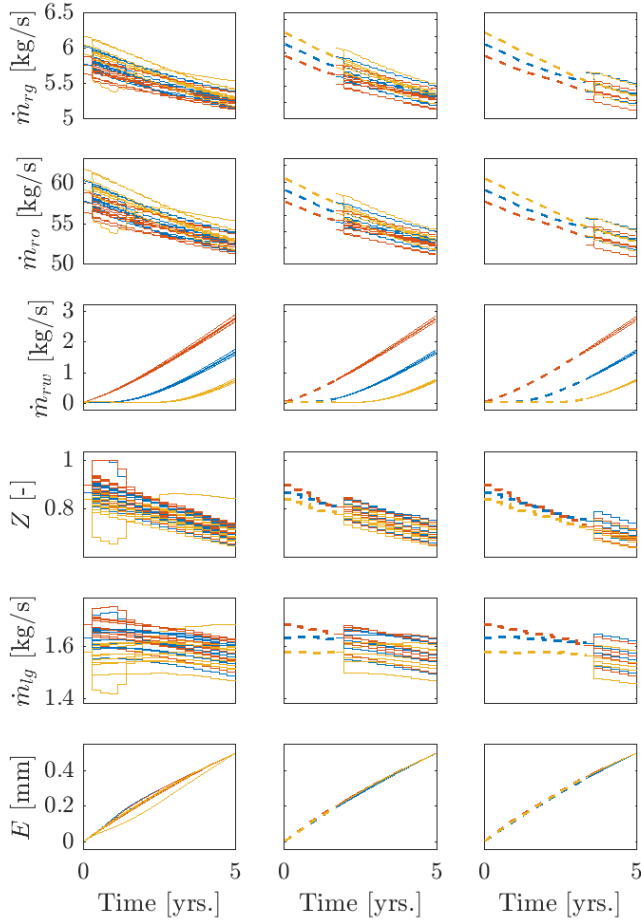 ṁ_rg [kg/s]
6.5
6
5.5
5
ṁ_ro [kg/s]
60
55
50
ṁ_rw [kg/s]
3
2
1
0
Z [-]
1
0.8
ṁ_lg [kg/s]
1.6
1.4
E [mm]
0.4
0.2
0
0 5 0 5 0 5
Time [yrs.] Time [yrs.] Time [yrs.]